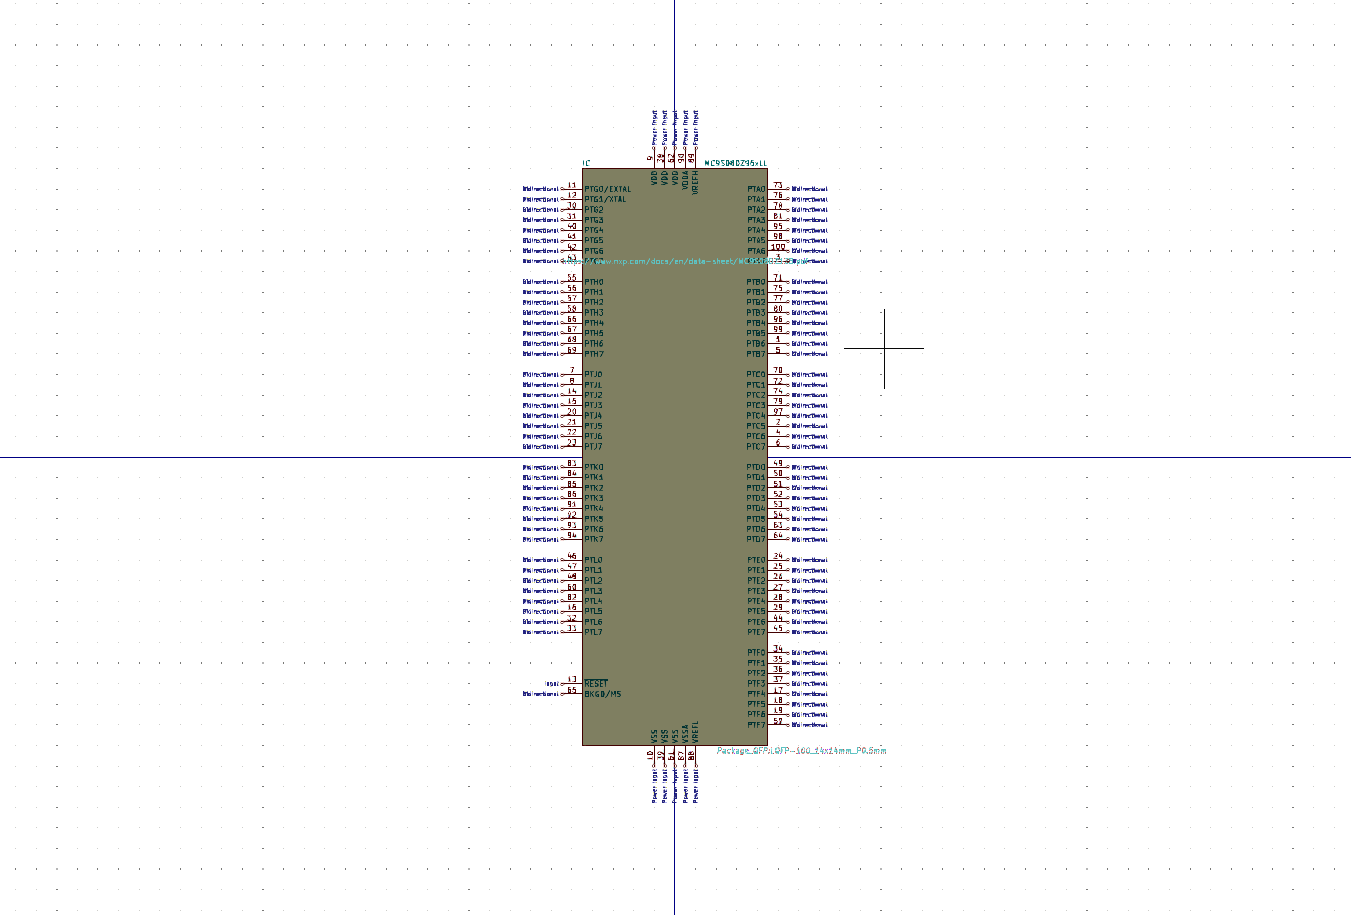 Power Input Power Input Power Input Power Input Power Input
9 38 62 90 89
IC MC9S08DZ96xLL
VDD VDD VDD VDDA VREFH
Bidirectional 11 PTG0/EXTAL PTA0 73 Bidirectional
Bidirectional 12 PTG1/XTAL PTA1 76 Bidirectional
Bidirectional 30 PTG2 PTA2 78 Bidirectional
Bidirectional 31 PTG3 PTA3 81 Bidirectional
Bidirectional 40 PTG4 PTA4 95 Bidirectional
Bidirectional 41 PTG5 PTA5 98 Bidirectional
Bidirectional 42 PTG6 PTA6 100 Bidirectional
Bidirectional 43 3 Bidirectional
Bidirectional 55 PTH0 PTB0 71 Bidirectional
Bidirectional 56 PTH1 PTB1 75 Bidirectional
Bidirectional 57 PTH2 PTB2 77 Bidirectional
Bidirectional 58 PTH3 PTB3 80 Bidirectional
Bidirectional 66 PTH4 PTB4 96 Bidirectional
Bidirectional 67 PTH5 PTB5 99 Bidirectional
Bidirectional 68 PTH6 PTB6 1 Bidirectional
Bidirectional 69 PTH7 PTB7 5 Bidirectional
Bidirectional 7 PTJ0 PTC0 70 Bidirectional
Bidirectional 8 PTJ1 PTC1 72 Bidirectional
Bidirectional 14 PTJ2 PTC2 74 Bidirectional
Bidirectional 15 PTJ3 PTC3 79 Bidirectional
Bidirectional 20 PTJ4 PTC4 97 Bidirectional
Bidirectional 21 PTJ5 PTC5 2 Bidirectional
Bidirectional 22 PTJ6 PTC6 4 Bidirectional
Bidirectional 23 PTJ7 PTC7 6 Bidirectional
Bidirectional 83 PTK0 PTD0 49 Bidirectional
Bidirectional 84 PTK1 PTD1 50 Bidirectional
Bidirectional 85 PTK2 PTD2 51 Bidirectional
Bidirectional 86 PTK3 PTD3 52 Bidirectional
Bidirectional 91 PTK4 PTD4 53 Bidirectional
Bidirectional 92 PTK5 PTD5 54 Bidirectional
Bidirectional 93 PTK6 PTD6 63 Bidirectional
Bidirectional 94 PTK7 PTD7 64 Bidirectional
Bidirectional 46 PTL0 PTE0 24 Bidirectional
Bidirectional 47 PTL1 PTE1 25 Bidirectional
Bidirectional 48 PTL2 PTE2 26 Bidirectional
Bidirectional 60 PTL3 PTE3 27 Bidirectional
Bidirectional 82 PTL4 PTE4 28 Bidirectional
Bidirectional 16 PTL5 PTE5 29 Bidirectional
Bidirectional 32 PTL6 PTE6 44 Bidirectional
Bidirectional 33 PTL7 PTE7 45 Bidirectional
PTF0 34 Bidirectional
PTF1 35 Bidirectional
PTF2 36 Bidirectional
Input 13 RESET PTF3 37 Bidirectional
Bidirectional 65 BKGD/MS PTF4 17 Bidirectional
PTF5 18 Bidirectional
PTF6 19 Bidirectional
PTF7 59 Bidirectional
VSS VSS VSS VSSA VREFL
Package_QFP:LQFP-100_14x14mm_P0.5mm
10 39 61 87 88
Power Input Power Input Power Input Power Input Power Input